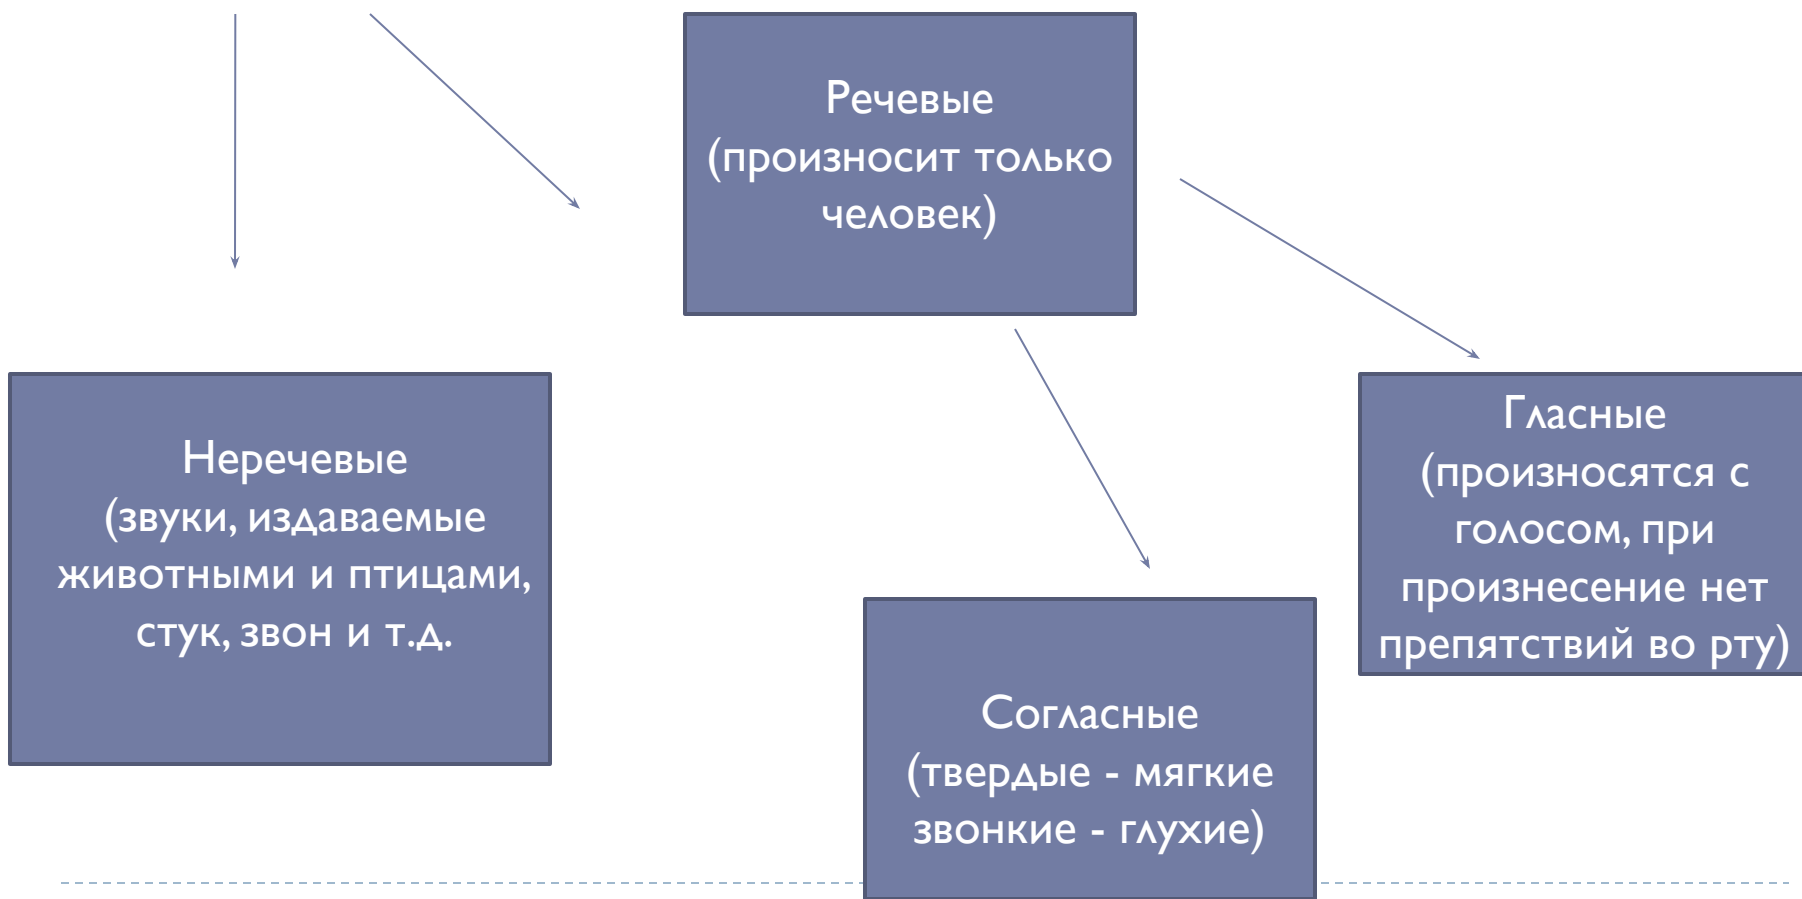 Речевые
(произносит только
человек)
Неречевые
(звуки, издаваемые
животными и птицами,
стук, звон и т.д.
Гласные
(произносятся с
голосом, при
произнесение нет
препятствий во рту)
Согласные
(твердые - мягкие
звонкие - глухие)